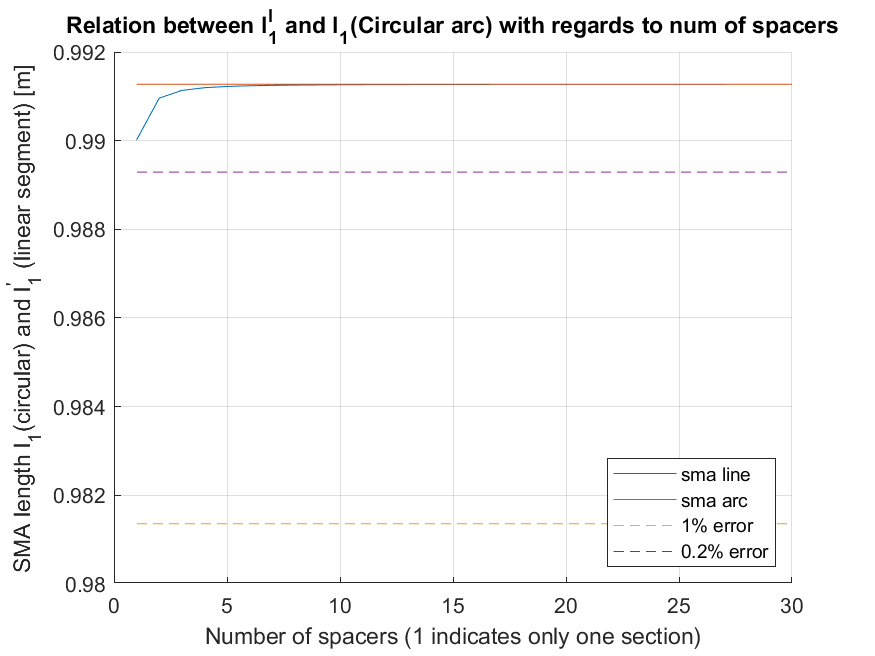 Relation between l₁ˡ and l₁(Circular arc) with regards to num of spacers
SMA length l₁(circular) and l₁' (linear segment) [m]
0.992
0.99
0.988
0.986
0.984
0.982
0.98
0 5 10 15 20 25 30
sma line
sma arc
1% error
0.2% error
Number of spacers (1 indicates only one section)